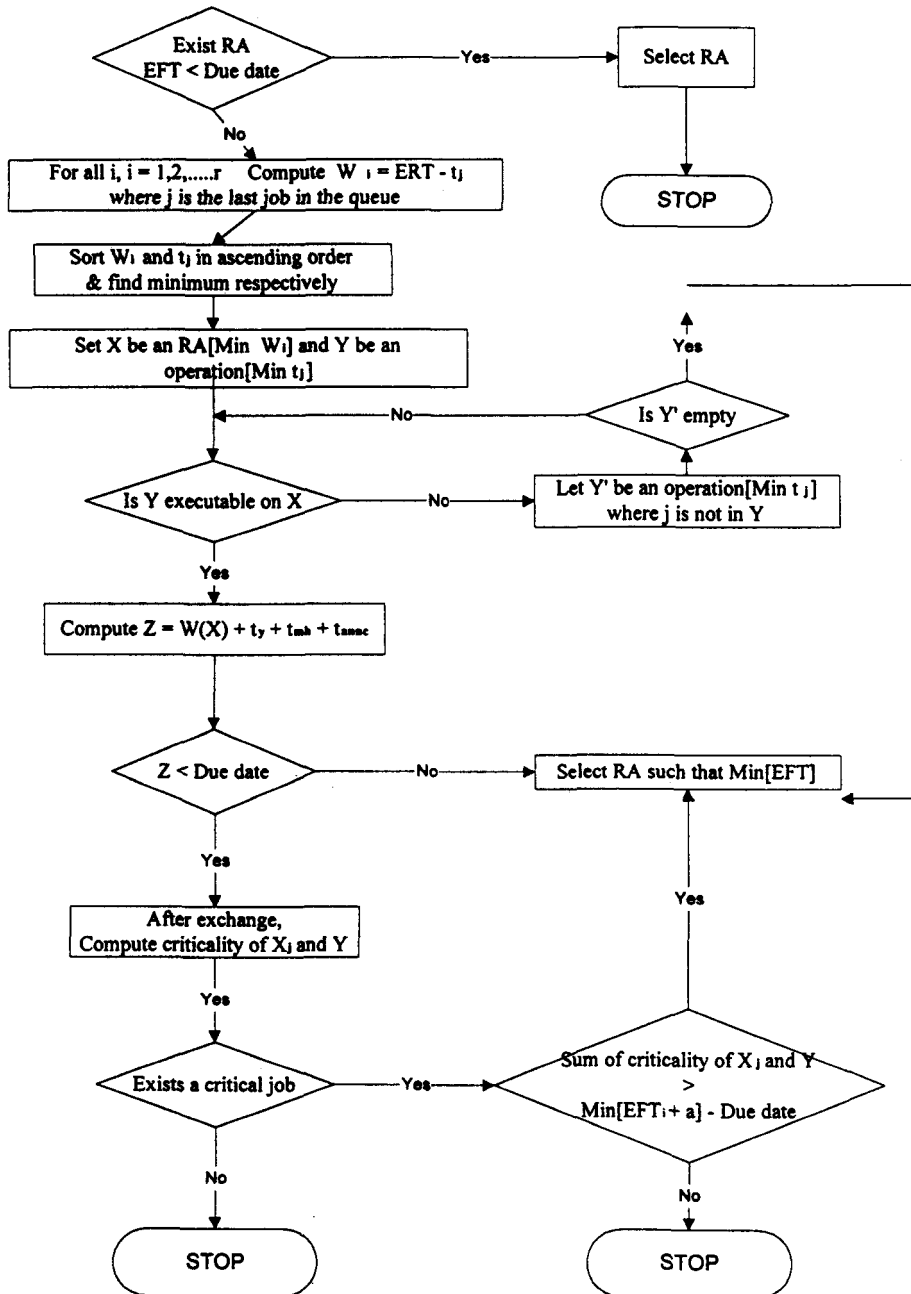 Exist RA
EFT < Due date
Yes
Select RA
No
For all i, i = 1,2,.....r Compute W i = ERT - tj
where j is the last job in the queue
STOP
Sort Wi and tj in ascending order
& find minimum respectively
Set X be an RA[Min Wi] and Y be an
operation[Min tj]
Yes
No
Is Y' empty
Is Y executable on X
No
Let Y' be an operation[Min t j]
where j is not in Y
Yes
Compute Z = W(X) + ty + tmh +
Z < Due date
No
Select RA such that Min[EFT]
Yes
Yes
After exchange,
Compute criticality of Xj and Y
Yes
Sum of criticality of X j and Y
>
Min[EFTi + a] - Due date
Exists a critical job
Yes
No
No
STOP
STOP